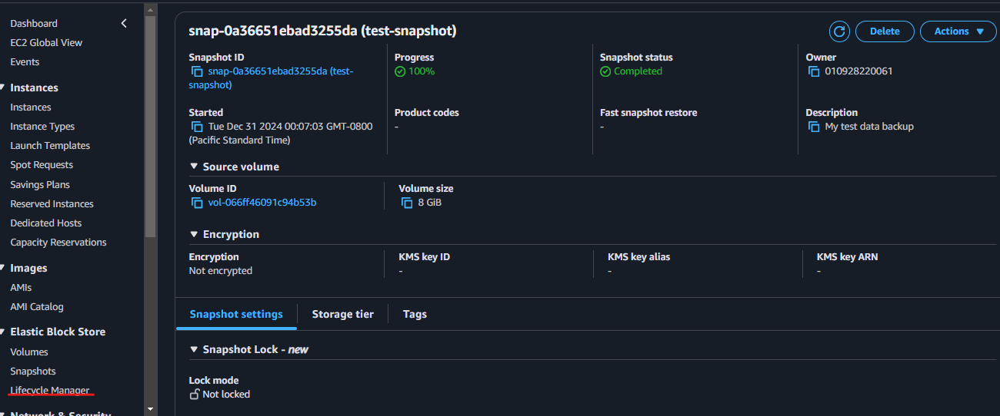 Dashboard
EC2 Global View
Events
Instances
Instances
Instance Types
Launch Templates
Spot Requests
Savings Plans
Reserved Instances
Dedicated Hosts
Capacity Reservations
Images
AMIs
AMI Catalog
Elastic Block Store
Volumes
Snapshots
Lifecycle Manager
Network & Security
snap-0a36651ebad3255da (test-snapshot)
Delete
Actions
Snapshot ID
snap-0a36651ebad3255da (test-
snapshot)
Progress
100%
Snapshot status
Completed
Owner
010928220061
Started
Tue Dec 31 2024 00:07:03 GMT-0800
(Pacific Standard Time)
Product codes
-
Fast snapshot restore
-
Description
My test data backup
Source volume
Volume ID
vol-066ff46091c94b53b
Volume size
8 GiB
Encryption
Encryption
Not encrypted
KMS key ID
-
KMS key alias
-
KMS key ARN
-
Snapshot settings
Storage tier
Tags
Snapshot Lock - new
Lock mode
Not locked